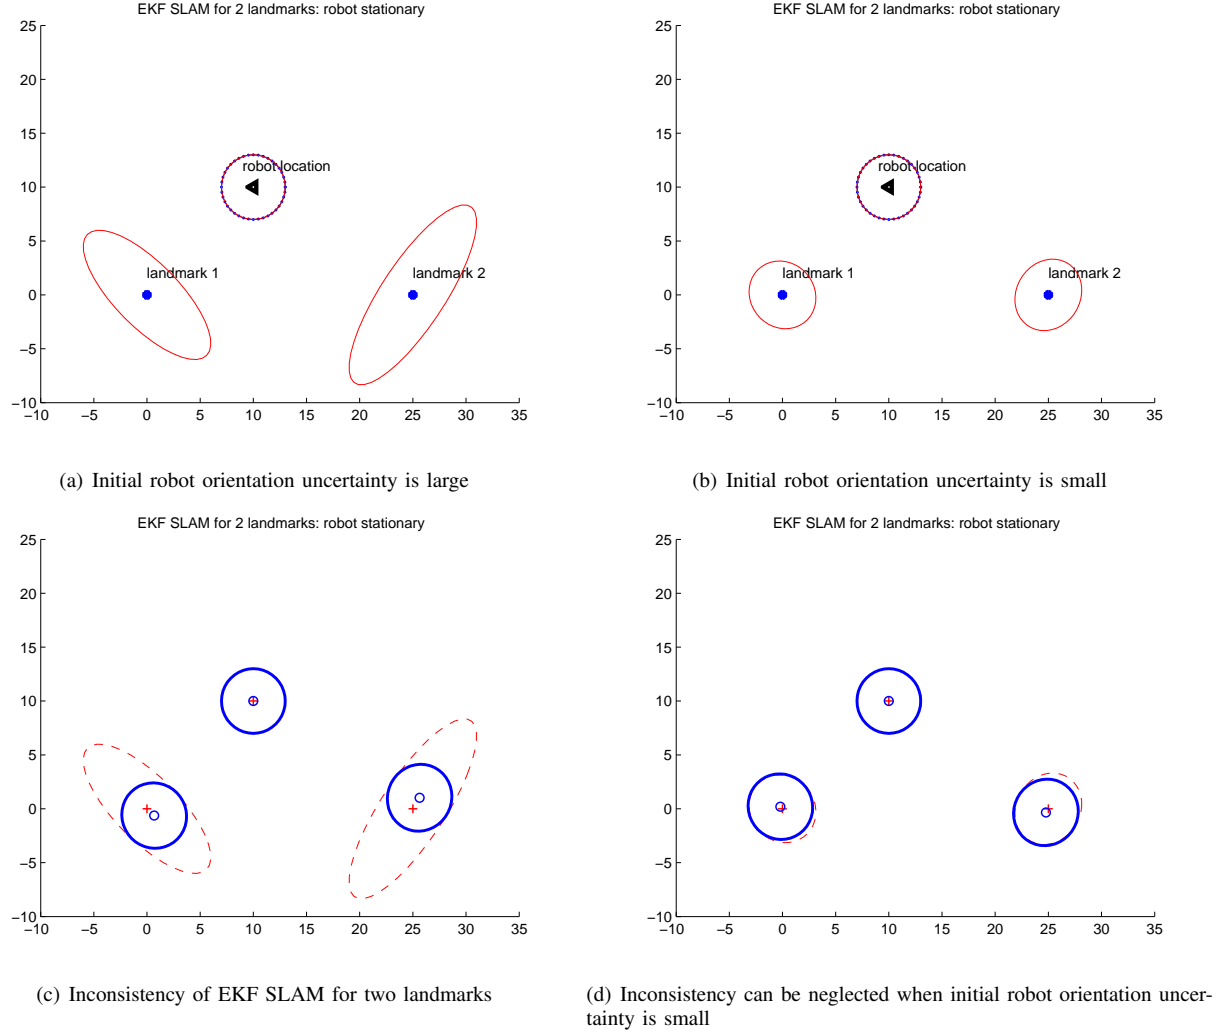 EKF SLAM for 2 landmarks: robot stationary
25
20
15
10
5
0
−5
−10
−10 −5 0 5 10 15 20 25 30 35
robot location
landmark 1
landmark 2
(a) Initial robot orientation uncertainty is large
EKF SLAM for 2 landmarks: robot stationary
25
20
15
10
5
0
−5
−10
−10 −5 0 5 10 15 20 25 30 35
robot location
landmark 1
landmark 2
(b) Initial robot orientation uncertainty is small
EKF SLAM for 2 landmarks: robot stationary
25
20
15
10
5
0
−5
−10
−10 −5 0 5 10 15 20 25 30 35
(c) Inconsistency of EKF SLAM for two landmarks
EKF SLAM for 2 landmarks: robot stationary
25
20
15
10
5
0
−5
−10
−10 −5 0 5 10 15 20 25 30 35
(d) Inconsistency can be neglected when initial robot orientation uncer-
tainty is small